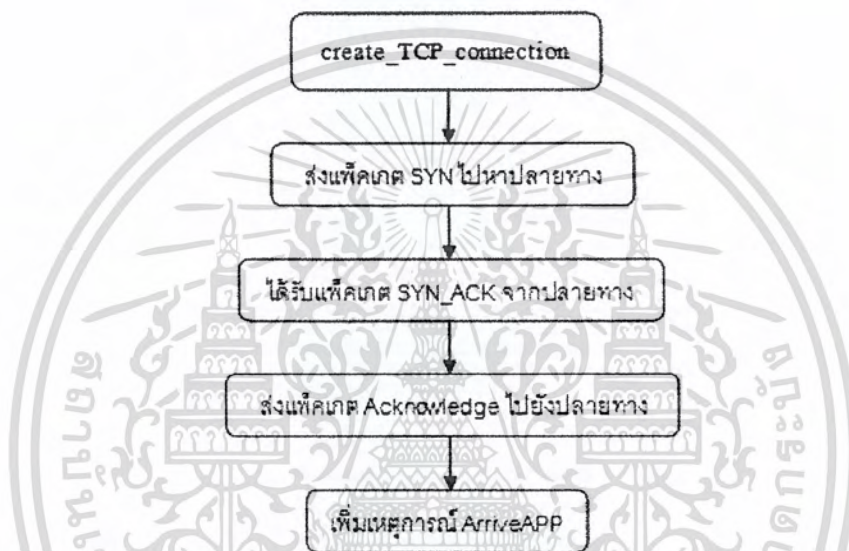 create_TCP_connection
ส่งแพ็คเกต SYN ไปหาปลายทาง
ได้รับแพ็คเกต SYN_ACK จากปลายทาง
ส่งแพ็คเกต Acknowledge ไปยังปลายทาง
เพิ่มเหตุการณ์ ArriveAPP